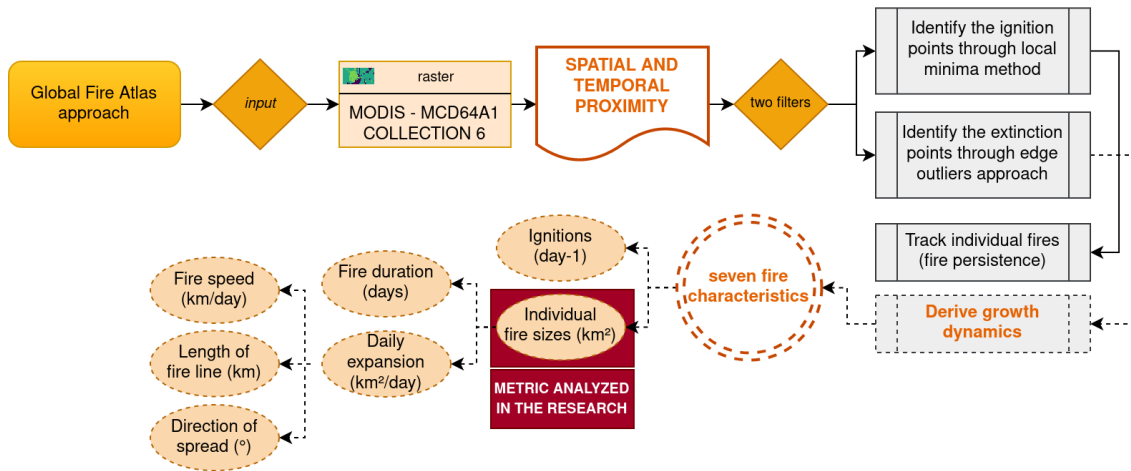 Global Fire Atlas
approach
input
raster
MODIS - MCD64A1
COLLECTION 6
SPATIAL AND
TEMPORAL
PROXIMITY
two filters
Identify the ignition
points through local
minima method
Identify the extinction
points through edge
outliers approach
Track individual fires
(fire persistence)
Derive growth
dynamics
seven fire
characteristics
Ignitions
(day-1)
Individual
fire sizes (km²)
METRIC ANALYZED
IN THE RESEARCH
Fire duration
(days)
Daily
expansion
(km²/day)
Fire speed
(km/day)
Length of
fire line (km)
Direction of
spread (°)